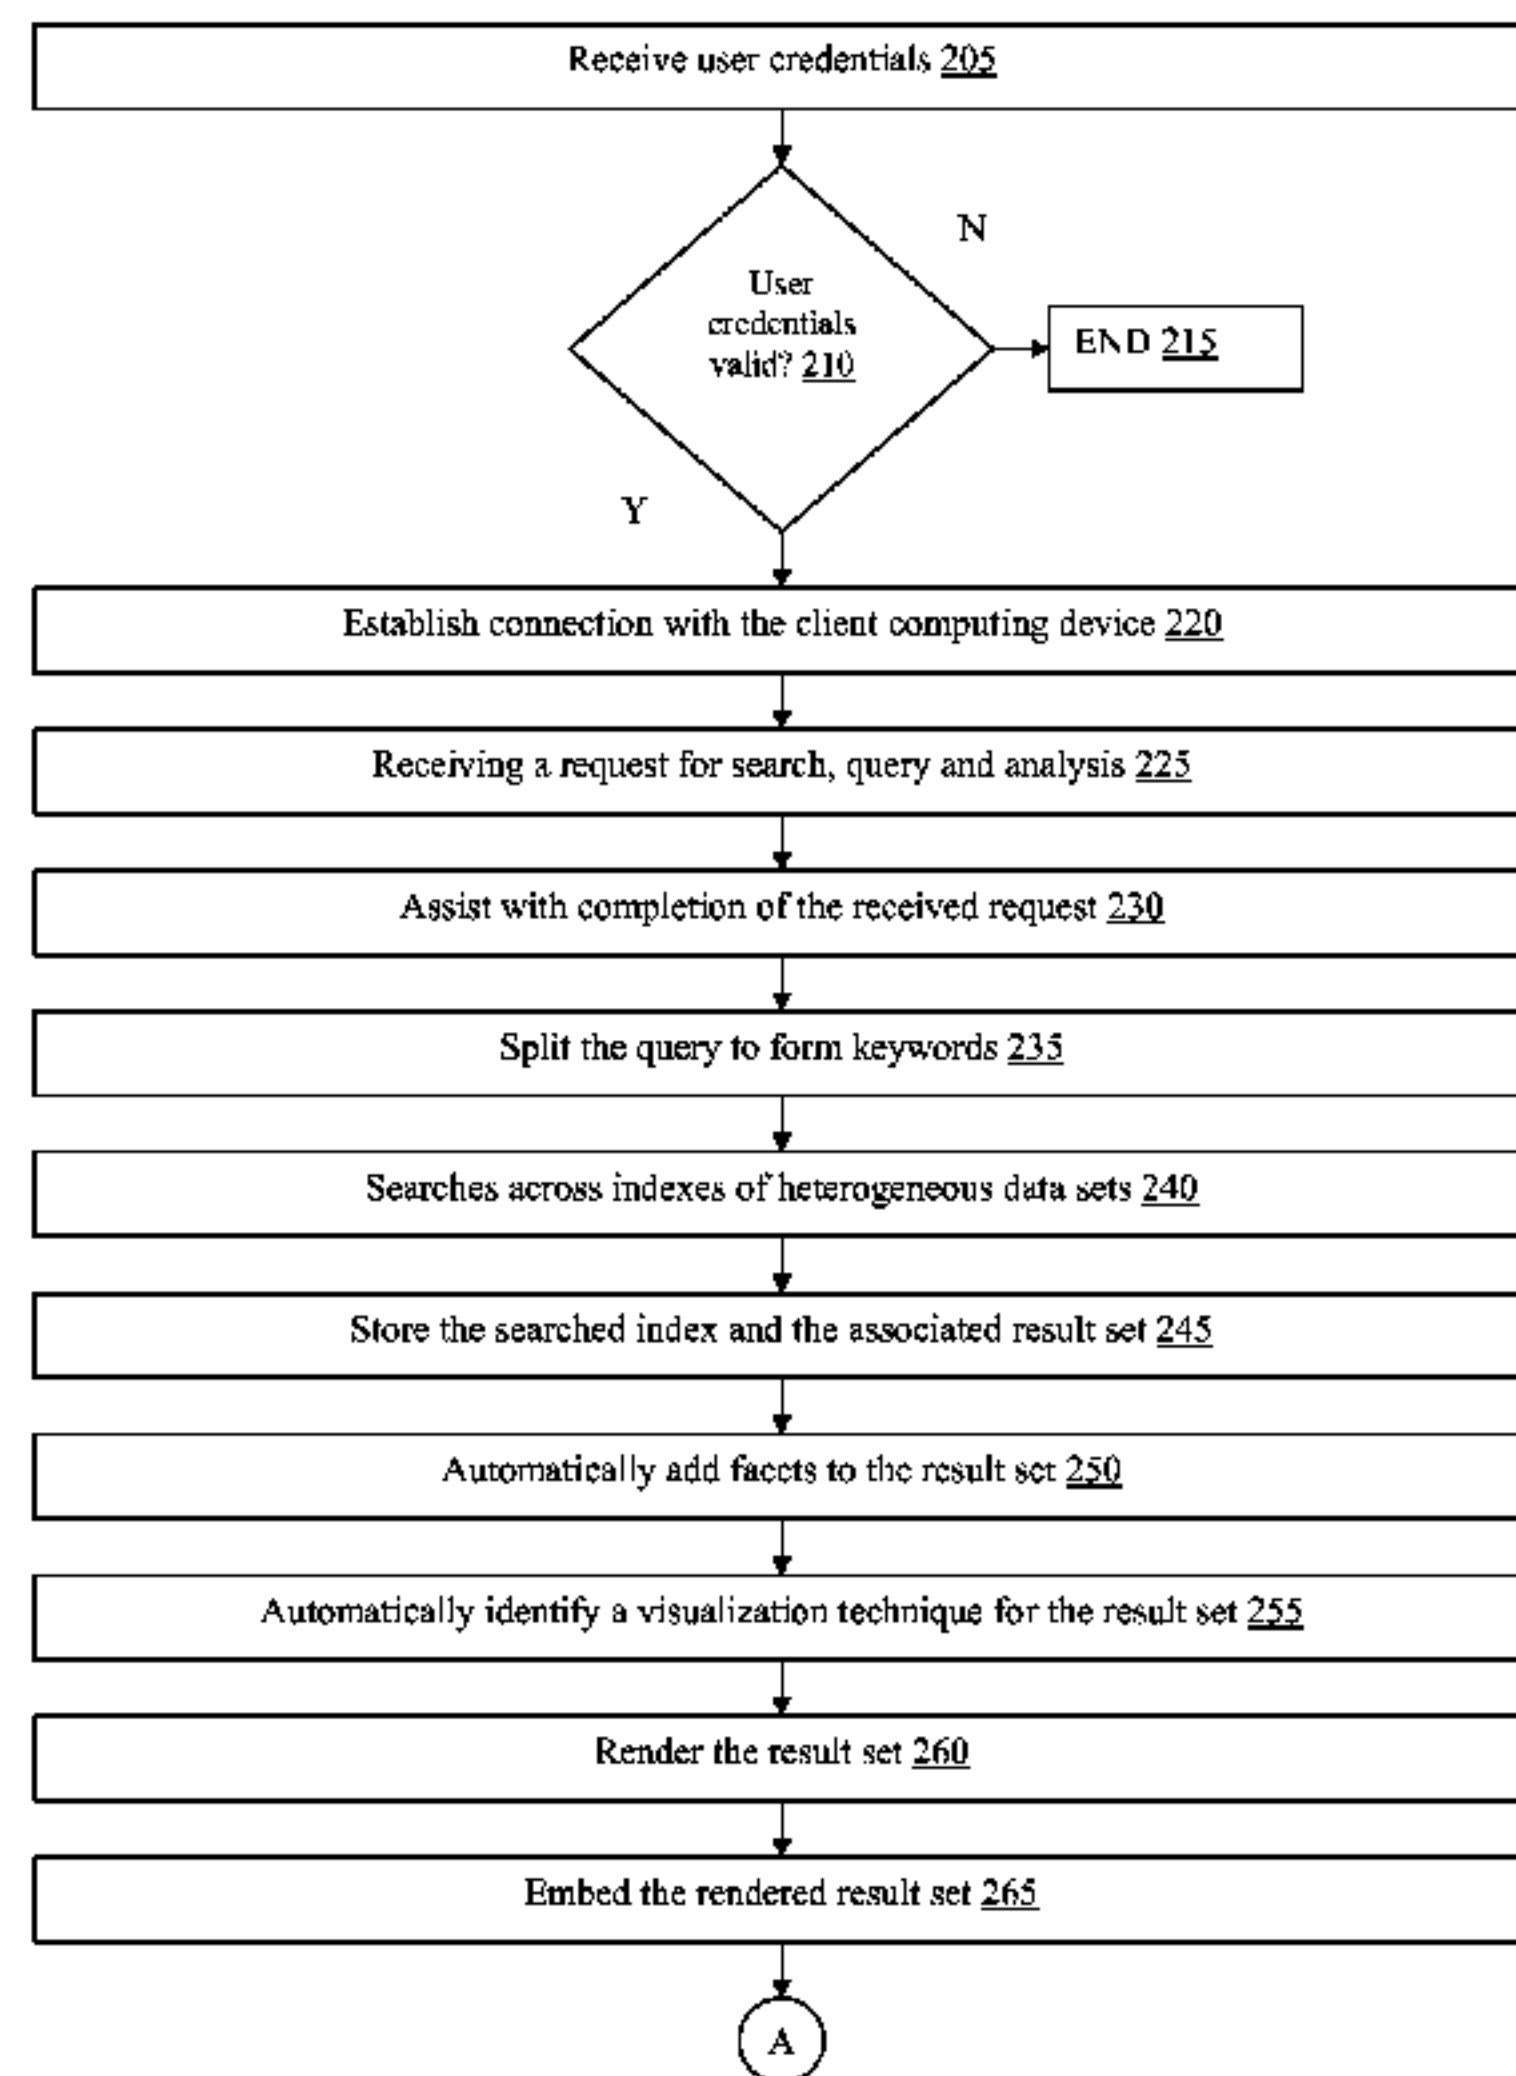 Receive user credentials 205
N
User
credentials
valid? 210
END 215
Y
Establish connection with the client computing device 220
Receiving a request for search, query and analysis 225
Assist with completion of the received request 230
Split the query to form keywords 235
Searches across indexes of heterogeneous data sets 240
Store the searched index and the associated result set 245
Automatically add facets to the result set 250
Automatically identify a visualization technique for the result set 255
Render the result set 260
Embed the rendered result set 265
A